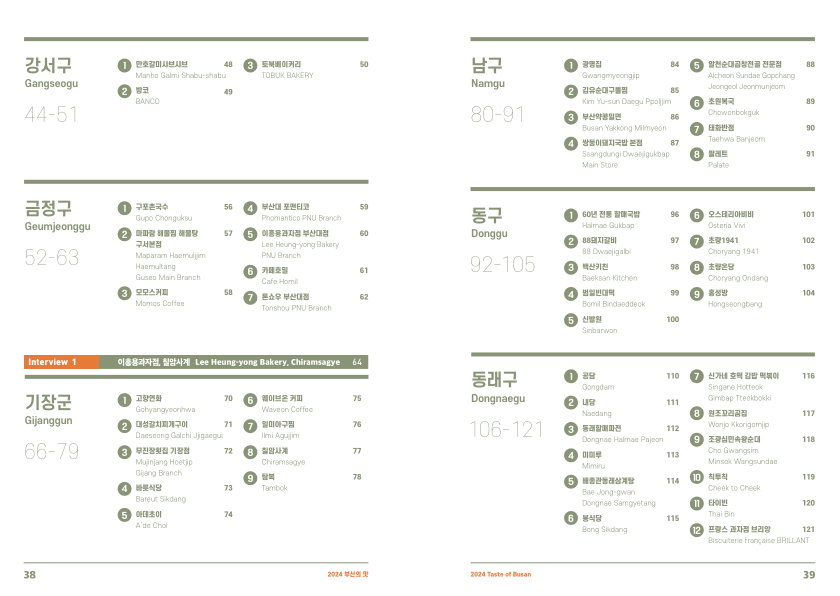 강서구
Gangseogu
44-51
1 만호갈미샤브샤브 48
Manho Galmi Shabu-shabu
2 방코 49
BANCO
3 토북베이커리 50
TOBUK BAKERY
금정구
Geumjeonggu
52-63
1 구포촌국수 56
Gupo Chonguksu
2 마파람 해물찜 해물탕 57
구서본점
Maparam Haemuljjim
Haemultang
Guseo Main Branch
3 모모스커피 58
Momos Coffee
4 부산대 포멘티코 59
Phomantico PNU Branch
5 이흥용과자점 부산대점 60
Lee Heung-yong Bakery
PNU Branch
6 카페호밀 61
Cafe Homil
7 톤쇼우 부산대점 62
Tonshou PNU Branch
Interview 1 이흥용과자점, 칠암사계 Lee Heung-yong Bakery, Chiramsagye 64
기장군
Gijanggun
66-79
1 고향연화 70
Gohyangyeonhwa
2 대성갈치찌개구이 71
Daeseong Galchi Jjigaegui
3 무진장횟집 기장점 72
Mujinjang Hoetjip
Gijang Branch
4 바릇식당 73
Bareut Sikdang
5 아데초이 74
A'de Choi
6 웨이브온 커피 75
Waveon Coffee
7 일미아구찜 76
Ilmi Agujjim
8 칠암사계 77
Chiramsagye
9 탐복 78
Tambok
38
2024 부산의 맛
남구
Namgu
80-91
1 광명집 84
Gwangmyeongjip
2 김유순대구뽈찜 85
Kim Yu-sun Daegu Ppoljjim
3 부산약콩밀면 86
Busan Yakkong Milmyeon
4 쌍둥이돼지국밥 본점 87
Ssangdungi Dwaejigukbap
Main Store
5 알천순대곱창전골 전문점 88
Alcheon Sundae Gopchang
Jeongeol Jeonmunjeom
6 초원복국 89
Chowonbokguk
7 태화반점 90
Taehwa Banjeom
8 팔레트 91
Palate
동구
Donggu
92-105
1 60년 전통 할매국밥 96
Halmae Gukbap
2 88돼지갈비 97
88 Dwaejigalbi
3 백산키친 98
Baeksan Kitchen
4 범일빈대떡 99
Bomil Bindaeddeok
5 신발원 100
Sinbarwon
6 오스테리아비비 101
Osteria Vivi
7 초량1941 102
Choryang 1941
8 초량온당 103
Choryang Ondang
9 홍성방 104
Hongseongbang
동래구
Dongnaegu
106-121
1 공담 110
Gongdam
2 내당 111
Naedang
3 동래할매파전 112
Dongnae Halmae Pajeon
4 미미루 113
Mimiru
5 배종관동래삼계탕 114
Bae Jong-gwan
Dongnae Samgyetang
6 봉식당 115
Bong Sikdang
7 신가네 호떡 김밥 떡볶이 116
Singane Hotteok
Gimbap Tteokbokki
8 원조꼬리곰집 117
Wonjo Kkorigomjip
9 조광심민속왕순대 118
Cho Gwangsim
Minsok Wangsundae
10 칙투칙 119
Cheek to Cheek
11 타이빈 120
Thai Bin
12 프랑스 과자점 브리앙 121
Biscuiterie française BRILLANT
2024 Taste of Busan
39